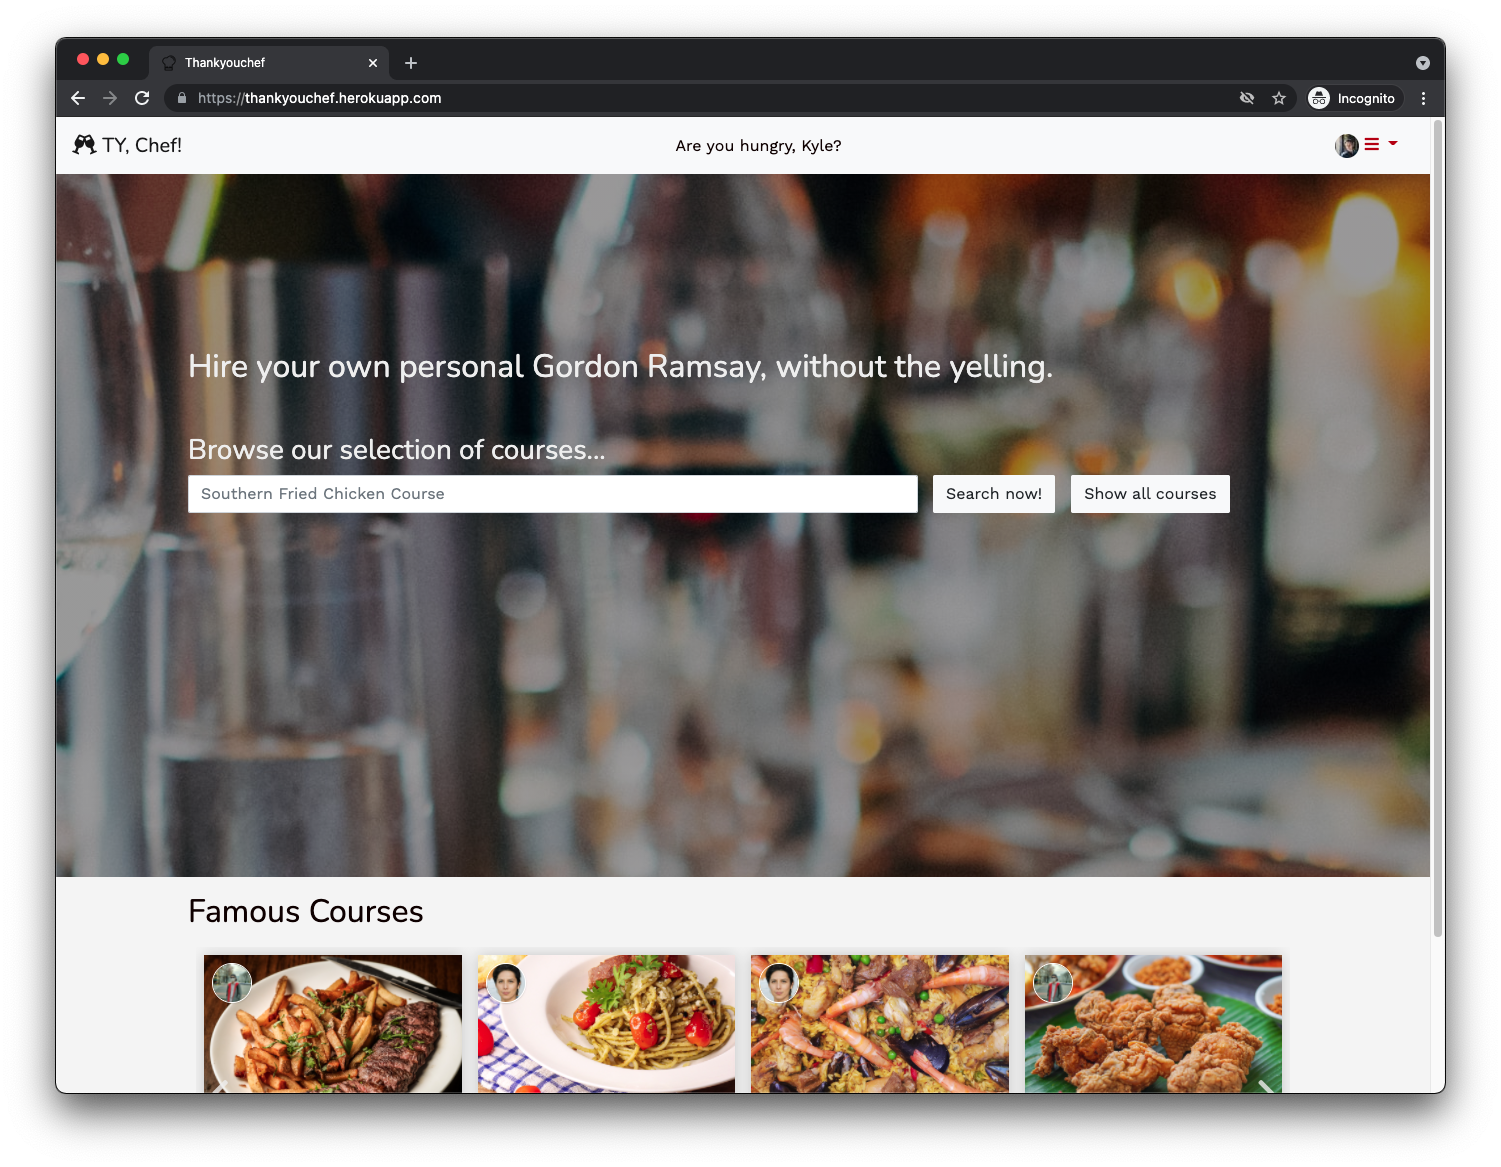 Thankyouchef
https://thankyouchef.herokuapp.com
Incognito
TY, Chef!
Are you hungry, Kyle?
Hire your own personal Gordon Ramsay, without the yelling.
Browse our selection of courses...
Southern Fried Chicken Course
Search now!
Show all courses
Famous Courses